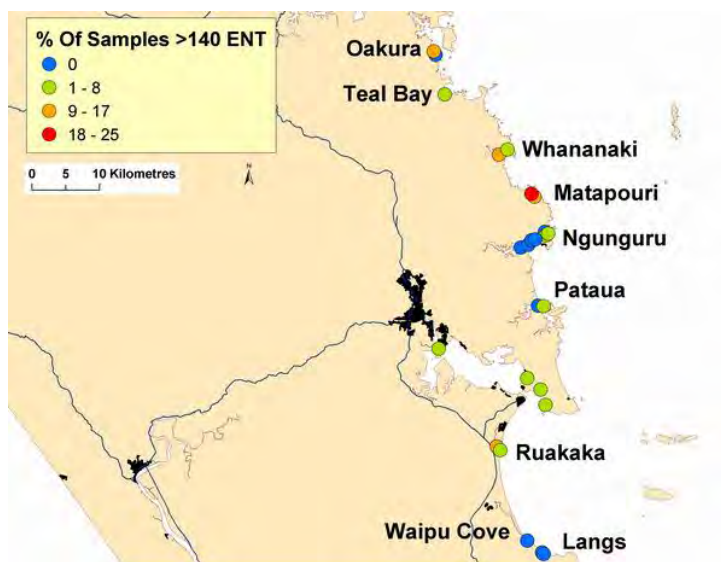 % Of Samples >140 ENT
0
1 - 8
9 - 17
18 - 25
0 5 10 Kilometres
N
Oakura
Teal Bay
Whananaki
Matapouri
Ngunguru
Pataua
Ruakaka
Waipu Cove
Langs